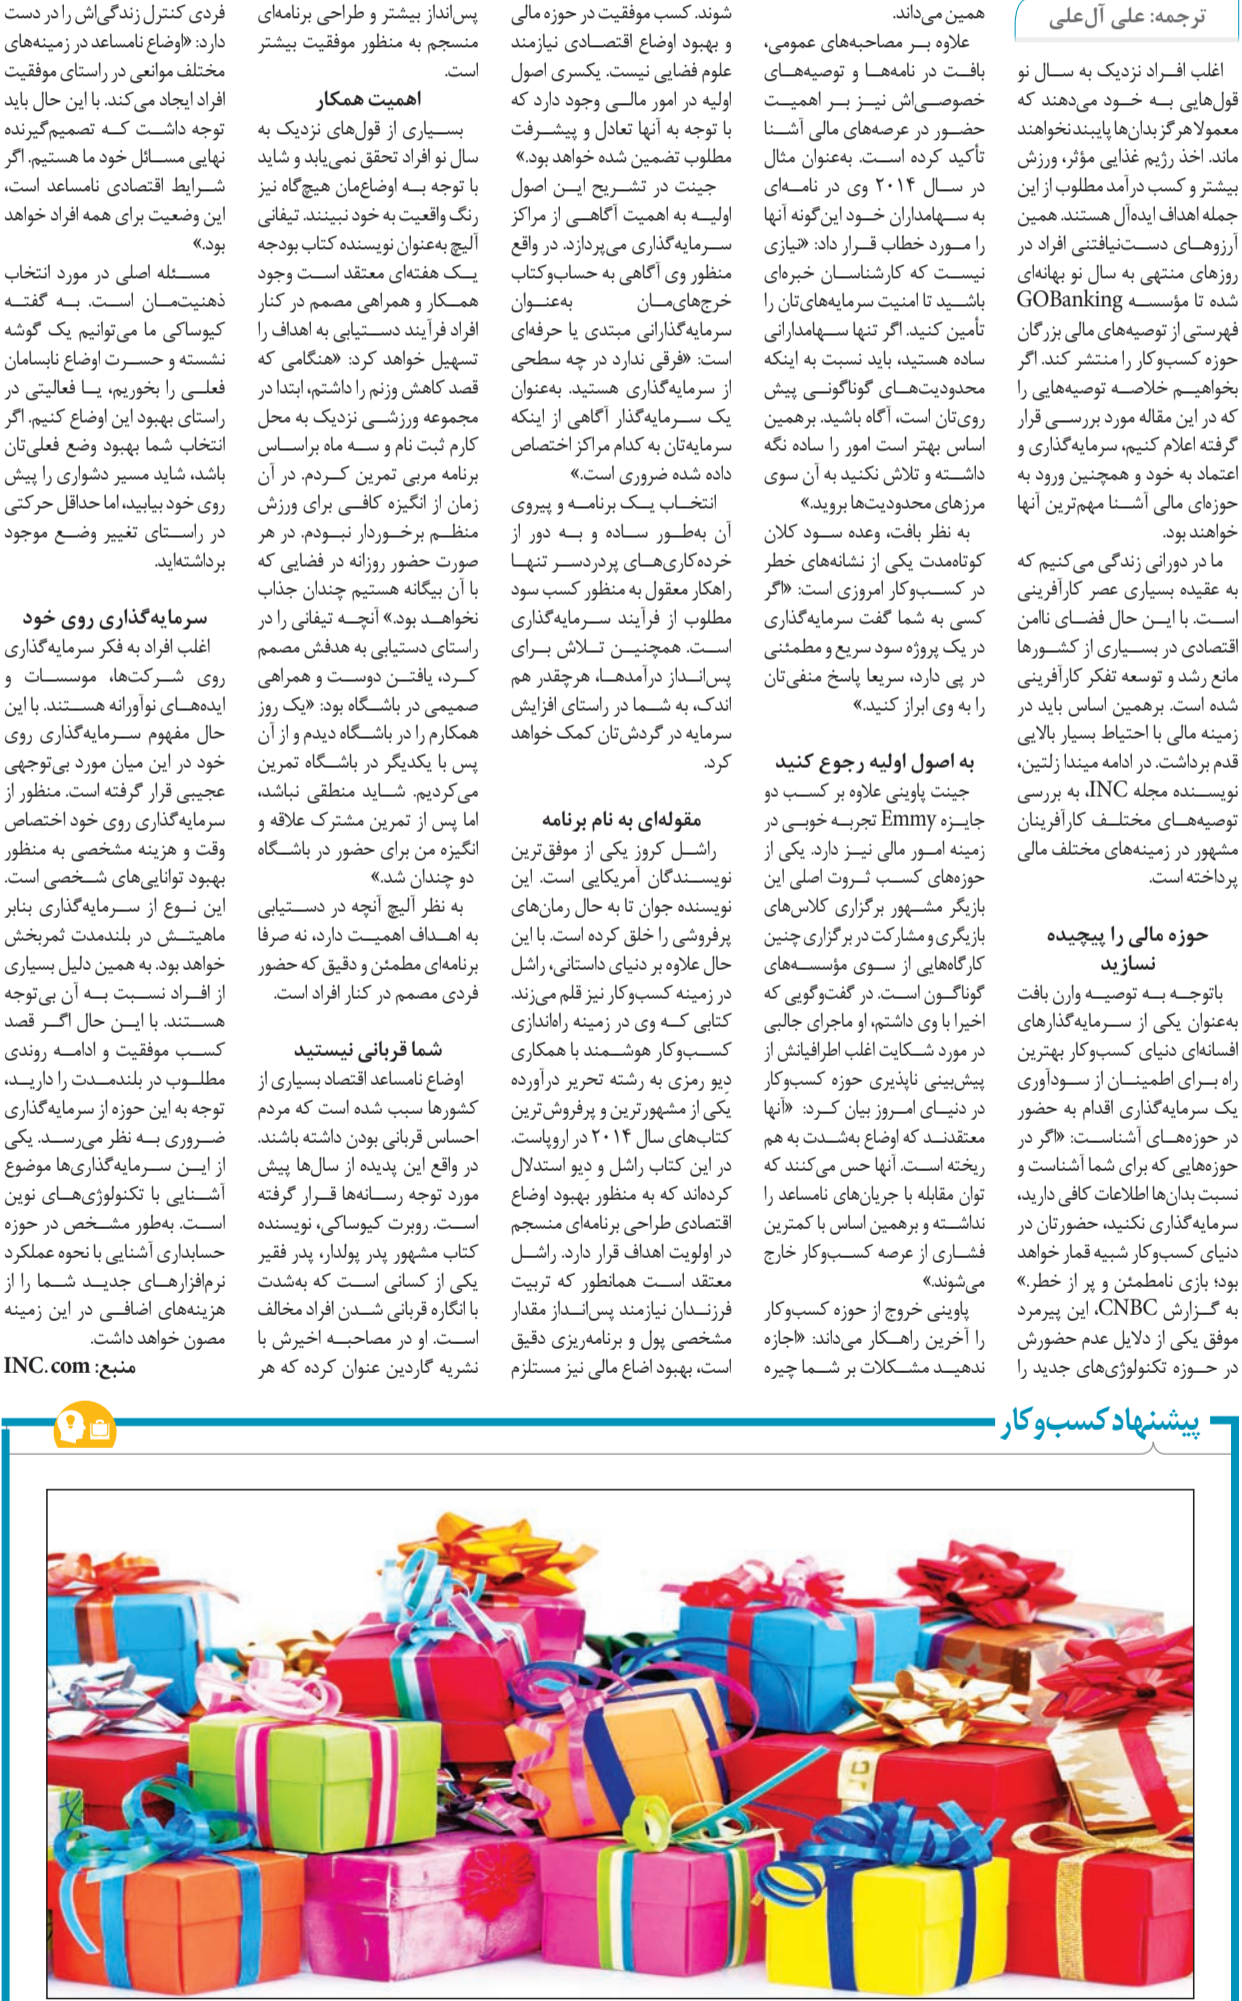 ترجمه: علی آل‌علی
اغلب افراد نزدیک به سال نو
قول‌هایی به خود می‌دهند که
معمولا هرگز بدان‌ها پایبند نخواهند
ماند. اخذ رژیم غذایی مؤثر، ورزش
بیشتر و کسب درآمد مطلوب از این
جمله اهداف ایده‌آل هستند. همین
آرزوهای دست‌نیافتنی افراد در
روزهای منتهی به سال نو بهانه‌ای
شده تا مؤسسه GOBanking
فهرستی از توصیه‌های مالی بزرگان
حوزه کسب‌وکار را منتشر کند. اگر
بخواهیم خلاصه توصیه‌هایی را
که در این مقاله مورد بررسی قرار
گرفته اعلام کنیم، سرمایه‌گذاری و
اعتماد به خود و همچنین ورود به
حوزه‌ای مالی آشنا مهم‌ترین آنها
خواهند بود.
ما در دورانی زندگی می‌کنیم که
به عقیده بسیاری عصر کارآفرینی
است. با این حال فضای ناامن
اقتصادی در بسیاری از کشورها
مانع رشد و توسعه تفکر کارآفرینی
شده است. برهمین اساس باید در
زمینه مالی با احتیاط بسیار بالایی
قدم برداشت. در ادامه میندا زلتین،
نویسنده مجله INC، به بررسی
توصیه‌های مختلف کارآفرینان
مشهور در زمینه‌های مختلف مالی
پرداخته است.
حوزه مالی را پیچیده
نسازید
باتوجه به توصیه وارن بافت
به‌عنوان یکی از سرمایه‌گذارهای
افسانه‌ای دنیای کسب‌وکار بهترین
راه برای اطمینان از سودآوری
یک سرمایه‌گذاری اقدام به حضور
در حوزه‌های آشناست: «اگر در
حوزه‌هایی که برای شما آشناست و
نسبت بدان‌ها اطلاعات کافی دارید،
سرمایه‌گذاری نکنید، حضورتان در
دنیای کسب‌وکار شبیه قمار خواهد
بود؛ بازی نامطمئن و پر از خطر.»
به گزارش CNBC، این پیرمرد
موفق یکی از دلایل عدم حضورش
در حوزه تکنولوژی‌های جدید را
همین می‌داند.
علاوه بر مصاحبه‌های عمومی،
بافت در نامه‌ها و توصیه‌های
خصوصی‌اش نیز بر اهمیت
حضور در عرصه‌های مالی آشنا
تأکید کرده است. به‌عنوان مثال
در سال ۲۰۱۴ وی در نامه‌ای
به سهامداران خود این‌گونه آنها
را مورد خطاب قرار داد: «نیازی
نیست که کارشناسان خبره‌ای
باشید تا امنیت سرمایه‌های‌تان را
تأمین کنید. اگر تنها سهامدارانی
ساده هستید، باید نسبت به اینکه
محدودیت‌های گوناگونی پیش
روی‌تان است، آگاه باشید. برهمین
اساس بهتر است امور را ساده نگه
داشته و تلاش نکنید به آن سوی
مرزهای محدودیت‌ها بروید.»
به نظر بافت، وعده سود کلان
کوتاه‌مدت یکی از نشانه‌های خطر
در کسب‌وکار امروزی است: «اگر
کسی به شما گفت سرمایه‌گذاری
در یک پروژه سود سریع و مطمئنی
در پی دارد، سریعا پاسخ منفی‌تان
را به وی ابراز کنید.»
به اصول اولیه رجوع کنید
جینت پاوینی علاوه بر کسب دو
جایزه Emmy تجربه خوبی در
زمینه امور مالی نیز دارد. یکی از
حوزه‌های کسب ثروت اصلی این
بازیگر مشهور برگزاری کلاس‌های
بازیگری و مشارکت در برگزاری چنین
کارگاه‌هایی از سوی مؤسسه‌های
گوناگون است. در گفت‌وگویی که
اخیرا با وی داشتم، او ماجرای جالبی
در مورد شکایت اغلب اطرافیانش از
پیش‌بینی ناپذیری حوزه کسب‌وکار
در دنیای امروز بیان کرد: «آنها
معتقدند که اوضاع به‌شدت به هم
ریخته است. آنها حس می‌کنند که
توان مقابله با جریان‌های نامساعد را
نداشته و برهمین اساس با کمترین
فشاری از عرصه کسب‌وکار خارج
می‌شوند.»
پاوینی خروج از حوزه کسب‌وکار
را آخرین راهکار می‌داند: «اجازه
ندهید مشکلات بر شما چیره
شوند. کسب موفقیت در حوزه مالی
و بهبود اوضاع اقتصادی نیازمند
علوم فضایی نیست. یکسری اصول
اولیه در امور مالی وجود دارد که
با توجه به آنها تعادل و پیشرفت
مطلوب تضمین شده خواهد بود.»
جینت در تشریح این اصول
اولیه به اهمیت آگاهی از مراکز
سرمایه‌گذاری می‌پردازد. در واقع
منظور وی آگاهی به حساب‌وکتاب
خرج‌های‌مان به‌عنوان
سرمایه‌گذارانی مبتدی یا حرفه‌ای
است: «فرقی ندارد در چه سطحی
از سرمایه‌گذاری هستید. به‌عنوان
یک سرمایه‌گذار آگاهی از اینکه
سرمایه‌تان به کدام مراکز اختصاص
داده شده ضروری است.»
انتخاب یک برنامه و پیروی
آن به‌طور ساده و به دور از
خرده‌کاری‌های پردردسر تنها
راهکار معقول به منظور کسب سود
مطلوب از فرآیند سرمایه‌گذاری
است. همچنین تلاش برای
پس‌انداز درآمدها، هرچقدر هم
اندک، به شما در راستای افزایش
سرمایه در گردش‌تان کمک خواهد
کرد.
مقوله‌ای به نام برنامه
راشل کروز یکی از موفق‌ترین
نویسندگان آمریکایی است. این
نویسنده جوان تا به حال رمان‌های
پرفروشی را خلق کرده است. با این
حال علاوه بر دنیای داستانی، راشل
در زمینه کسب‌وکار نیز قلم می‌زند.
کتابی که وی در زمینه راه‌اندازی
کسب‌وکار هوشمند با همکاری
دِیو رمزی به رشته تحریر درآورده
یکی از مشهورترین و پرفروش‌ترین
کتاب‌های سال ۲۰۱۴ در اروپاست.
در این کتاب راشل و دِیو استدلال
کرده‌اند که به منظور بهبود اوضاع
اقتصادی طراحی برنامه‌ای منسجم
در اولویت اهداف قرار دارد. راشل
معتقد است همانطور که تربیت
فرزندان نیازمند پس‌انداز مقدار
مشخصی پول و برنامه‌ریزی دقیق
است، بهبود اضاع مالی نیز مستلزم
پس‌انداز بیشتر و طراحی برنامه‌ای
منسجم به منظور موفقیت بیشتر
است.
اهمیت همکار
بسیاری از قول‌های نزدیک به
سال نو افراد تحقق نمی‌یابد و شاید
با توجه به اوضاع‌مان هیچ‌گاه نیز
رنگ واقعیت به خود نبینند. تیفانی
آلیچ به‌عنوان نویسنده کتاب بودجه
یک هفته‌ای معتقد است وجود
همکار و همراهی مصمم در کنار
افراد فرآیند دستیابی به اهداف را
تسهیل خواهد کرد: «هنگامی که
قصد کاهش وزنم را داشتم، ابتدا در
مجموعه ورزشی نزدیک به محل
کارم ثبت نام و سه ماه براساس
برنامه مربی تمرین کردم. در آن
زمان از انگیزه کافی برای ورزش
منظم برخوردار نبودم. در هر
صورت حضور روزانه در فضایی که
با آن بیگانه هستیم چندان جذاب
نخواهد بود.» آنچه تیفانی را در
راستای دستیابی به هدفش مصمم
کرد، یافتن دوست و همراهی
صمیمی در باشگاه بود: «یک روز
همکارم را در باشگاه دیدم و از آن
پس با یکدیگر در باشگاه تمرین
می‌کردیم. شاید منطقی نباشد،
اما پس از تمرین مشترک علاقه و
انگیزه من برای حضور در باشگاه
دو چندان شد.»
به نظر آلیچ آنچه در دستیابی
به اهداف اهمیت دارد، نه صرفا
برنامه‌ای مطمئن و دقیق که حضور
فردی مصمم در کنار افراد است.
شما قربانی نیستید
اوضاع نامساعد اقتصاد بسیاری از
کشورها سبب شده است که مردم
احساس قربانی بودن داشته باشند.
در واقع این پدیده از سال‌ها پیش
مورد توجه رسانه‌ها قرار گرفته
است. روبرت کیوساکی، نویسنده
کتاب مشهور پدر پولدار، پدر فقیر
یکی از کسانی است که به‌شدت
با انگاره قربانی شدن افراد مخالف
است. او در مصاحبه اخیرش با
نشریه گاردین عنوان کرده که هر
فردی کنترل زندگی‌اش را در دست
دارد: «اوضاع نامساعد در زمینه‌های
مختلف موانعی در راستای موفقیت
افراد ایجاد می‌کند. با این حال باید
توجه داشت که تصمیم‌گیرنده
نهایی مسائل خود ما هستیم. اگر
شرایط اقتصادی نامساعد است،
این وضعیت برای همه افراد خواهد
بود.»
مسئله اصلی در مورد انتخاب
ذهنیت‌مان است. به گفته
کیوساکی ما می‌توانیم یک گوشه
نشسته و حسرت اوضاع نابسامان
فعلی را بخوریم، یا فعالیتی در
راستای بهبود این اوضاع کنیم. اگر
انتخاب شما بهبود وضع فعلی‌تان
باشد، شاید مسیر دشواری را پیش
روی خود بیابید، اما حداقل حرکتی
در راستای تغییر وضع موجود
برداشته‌اید.
سرمایه‌گذاری روی خود
اغلب افراد به فکر سرمایه‌گذاری
روی شرکت‌ها، موسسات و
ایده‌های نوآورانه هستند. با این
حال مفهوم سرمایه‌گذاری روی
خود در این میان مورد بی‌توجهی
عجیبی قرار گرفته است. منظور از
سرمایه‌گذاری روی خود اختصاص
وقت و هزینه مشخصی به منظور
بهبود توانایی‌های شخصی است.
این نوع از سرمایه‌گذاری بنابر
ماهیتش در بلندمدت ثمربخش
خواهد بود. به همین دلیل بسیاری
از افراد نسبت به آن بی‌توجه
هستند. با این حال اگر قصد
کسب موفقیت و ادامه روندی
مطلوب در بلندمدت را دارید،
توجه به این حوزه از سرمایه‌گذاری
ضروری به نظر می‌رسد. یکی
از این سرمایه‌گذاری‌ها موضوع
آشنایی با تکنولوژی‌های نوین
است. به‌طور مشخص در حوزه
حسابداری آشنایی با نحوه عملکرد
نرم‌افزارهای جدید شما را از
هزینه‌های اضافی در این زمینه
مصون خواهد داشت.
منبع: INC.com
پیشنهاد کسب‌وکار